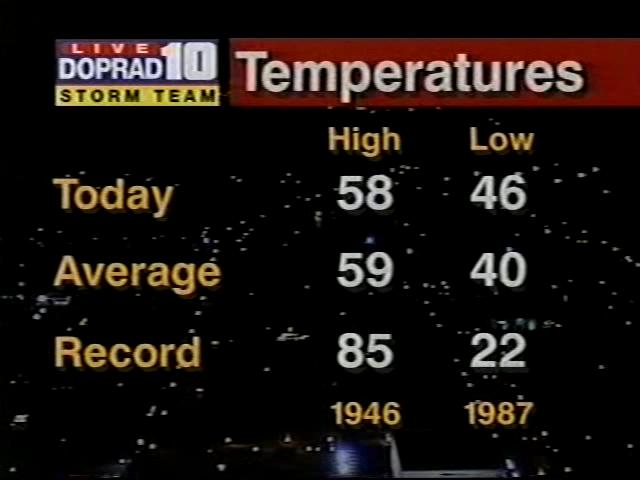 LIVE
DOPRAD 10
STORM TEAM
Temperatures
High Low
Today 58 46
Average 59 40
Record 85 22
1946 1987